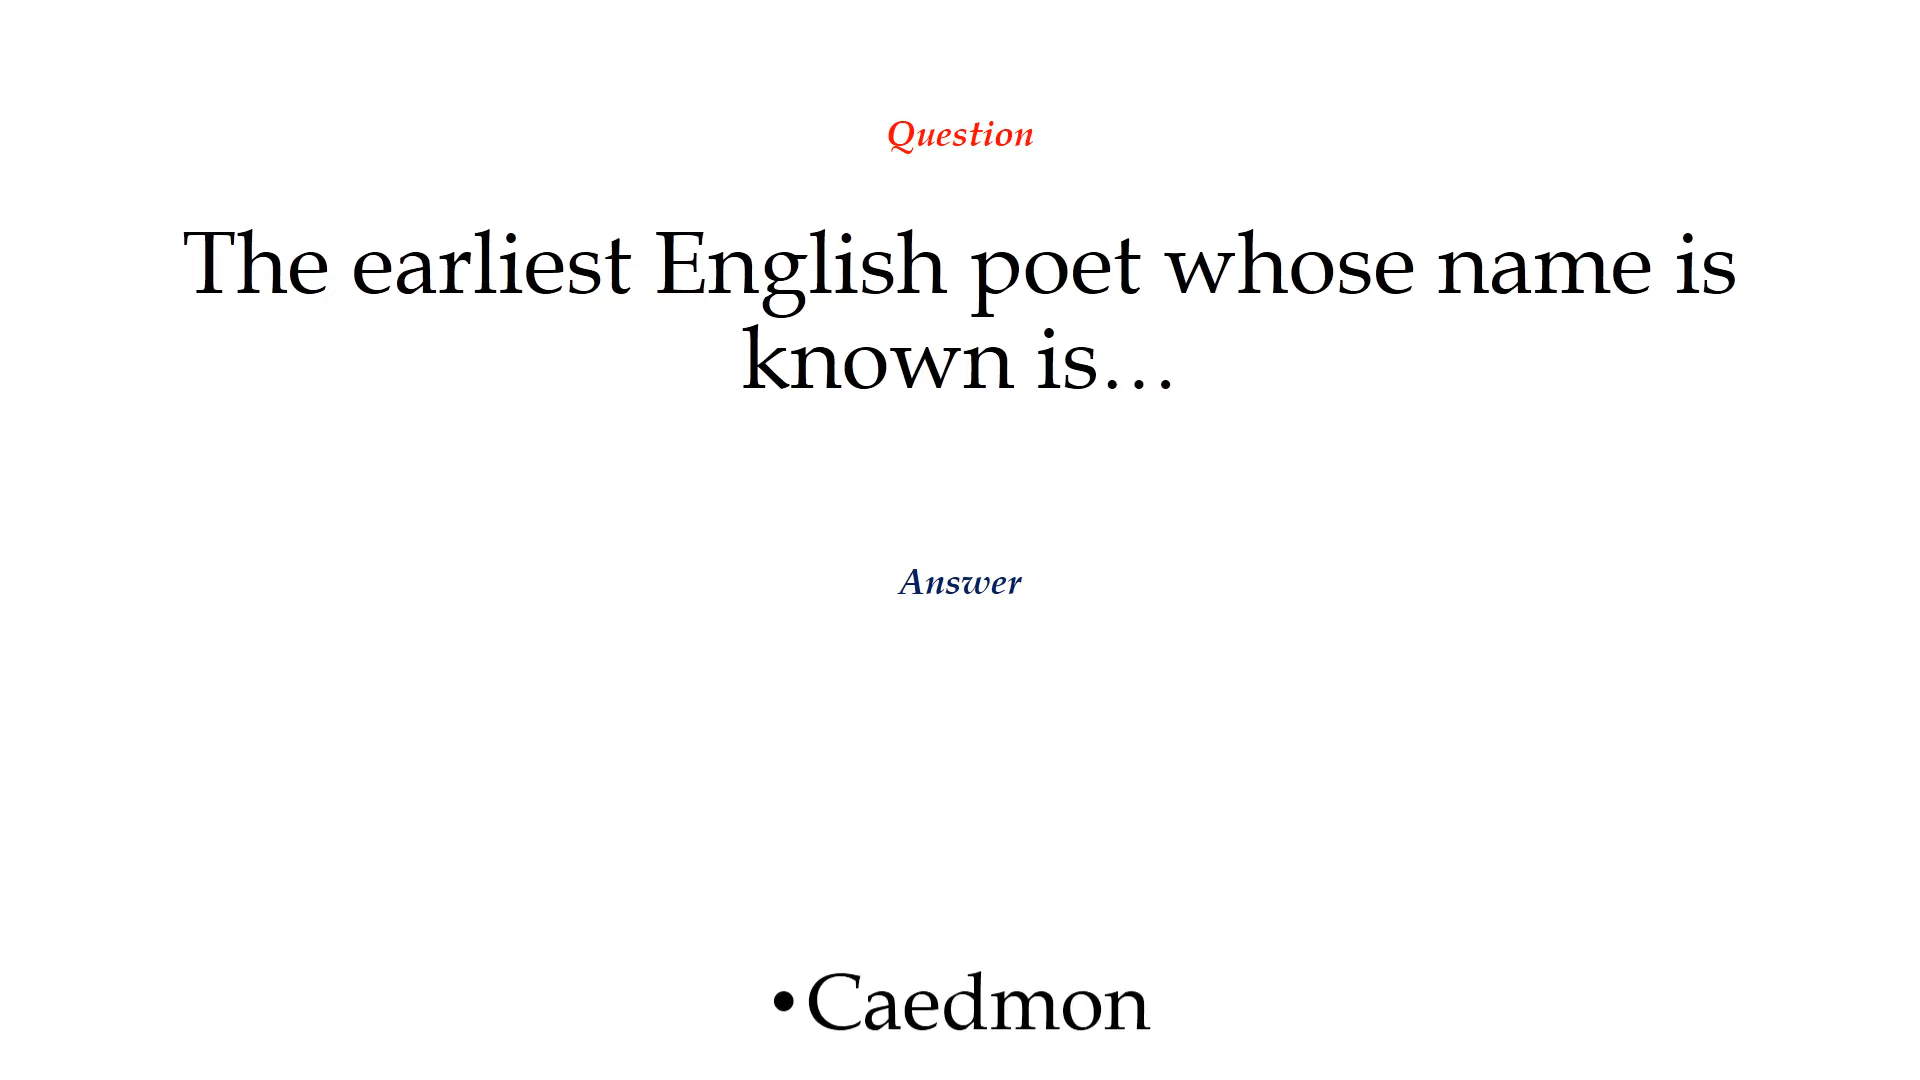 Question
The earliest English poet whose name is
known is…
Answer
•Caedmon